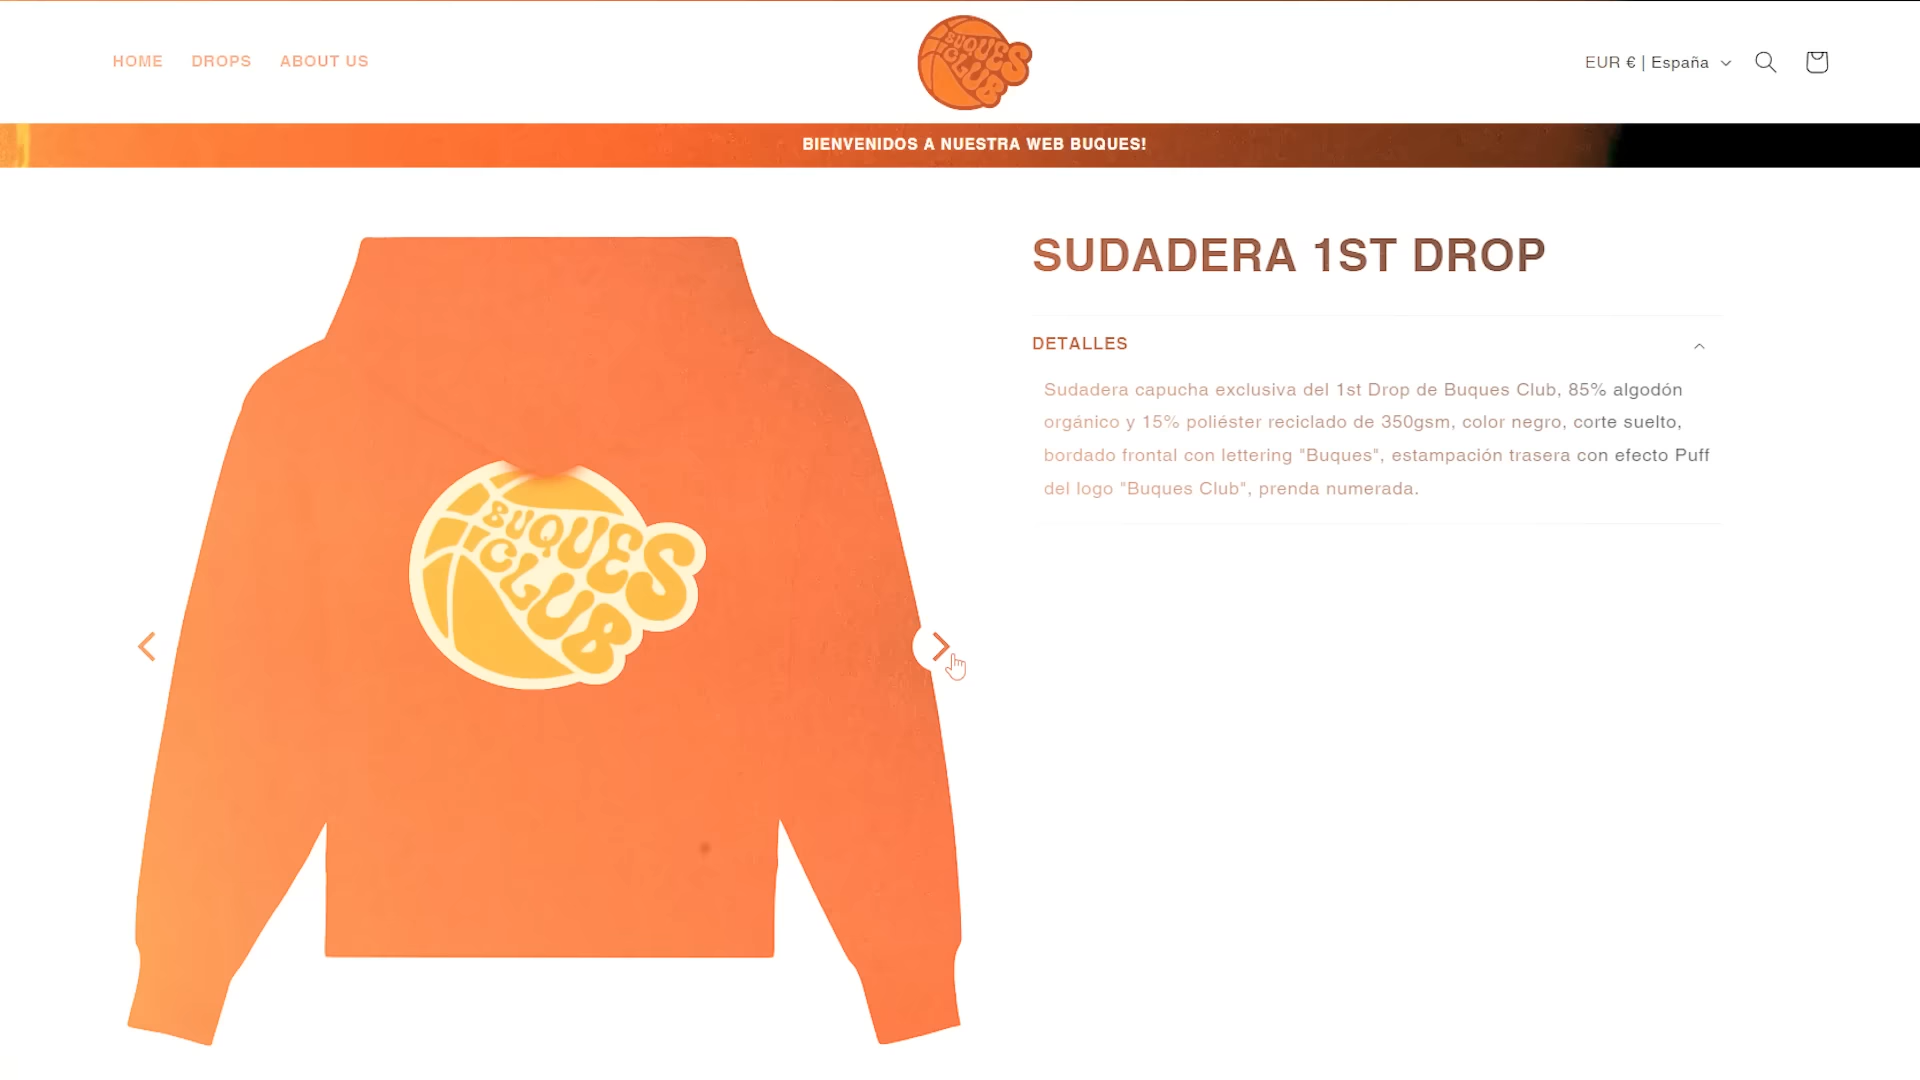 HOME DROPS ABOUT US
BUQUES
CLUB
EUR € | España
BIENVENIDOS A NUESTRA WEB BUQUES!
BUQUES
CLUB
SUDADERA 1ST DROP
DETALLES
Sudadera capucha exclusiva del 1st Drop de Buques Club, 85% algodón
orgánico y 15% poliéster reciclado de 350gsm, color negro, corte suelto,
bordado frontal con lettering "Buques", estampación trasera con efecto Puff
del logo "Buques Club", prenda numerada.